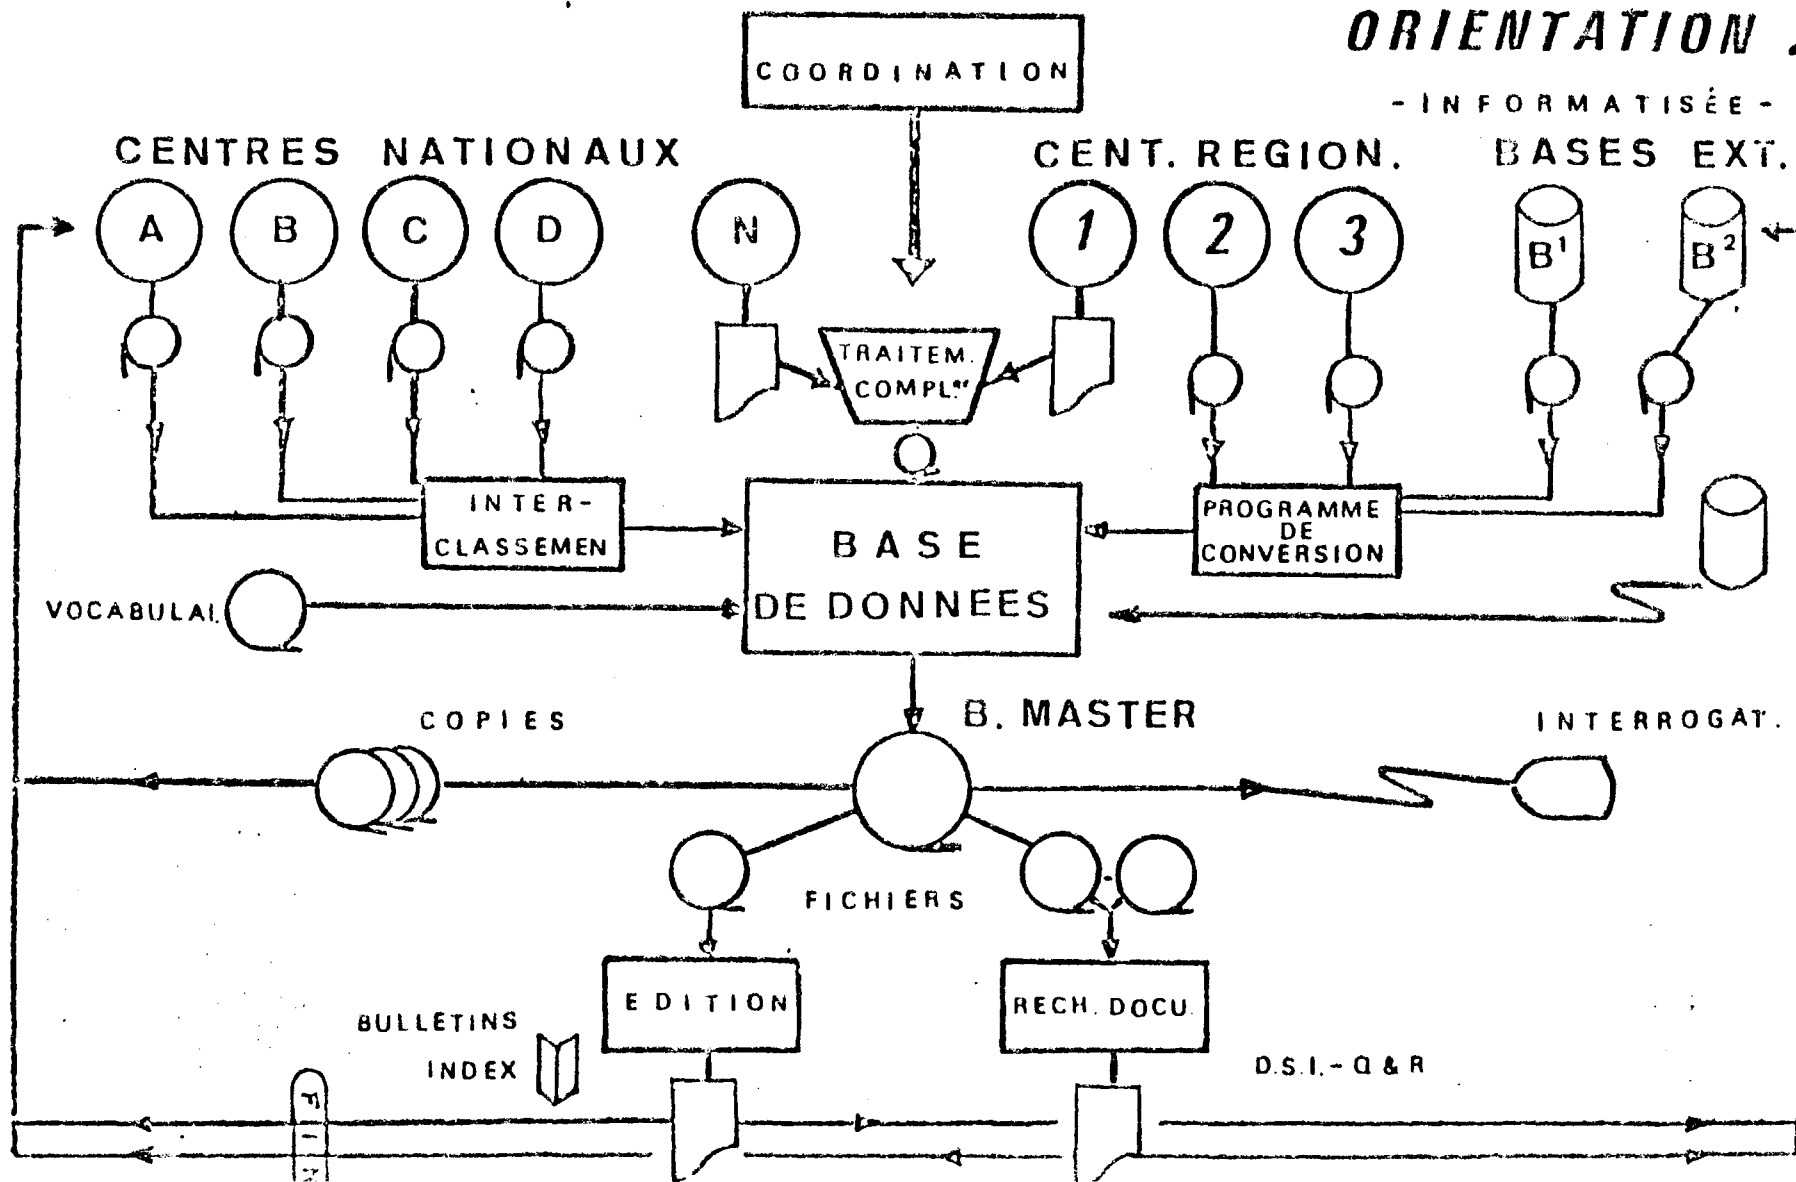 ORIENTATION
- INFORMATISÉE -
COORDINATION
CENTRES NATIONAUX
CENT. REGION.
BASES EXT.
A
B
C
D
N
1
2
3
B1
B2
TRAITEM.
COMPL.
INTER-
CLASSEMEN
BASE
DE DONNEES
PROGRAMME
DE
CONVERSION
VOCABULAI.
COPIES
B. MASTER
INTERROGAT.
FICHIERS
EDITION
RECH. DOCU.
BULLETINS
INDEX
D.S.I. - Q & R
FIN